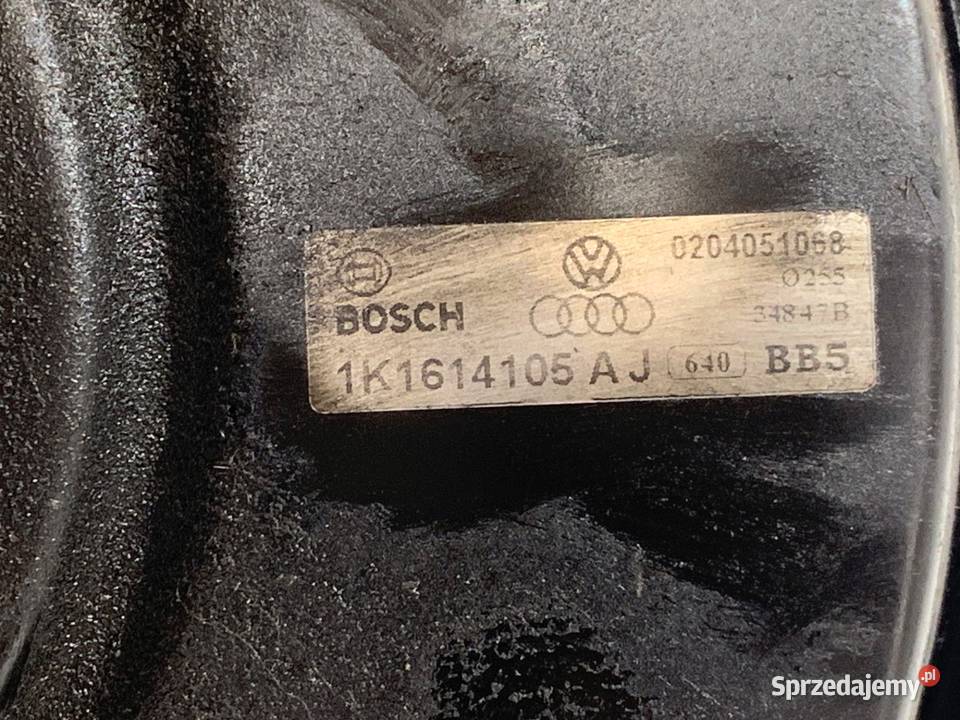 0204051068
0255
BOSCH 34847B
1K1614105 AJ 640 BB5
Sprzedajemy.pl